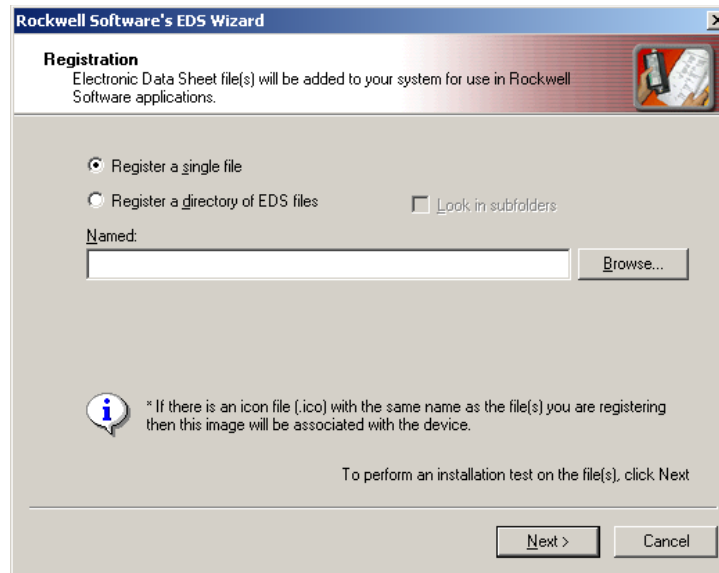 Rockwell Software's EDS Wizard
Registration
Electronic Data Sheet file(s) will be added to your system for use in Rockwell
Software applications.
Register a single file
Register a directory of EDS files
Look in subfolders
Named:
Browse...
* If there is an icon file (.ico) with the same name as the file(s) you are registering
then this image will be associated with the device.
To perform an installation test on the file(s), click Next
Next >
Cancel